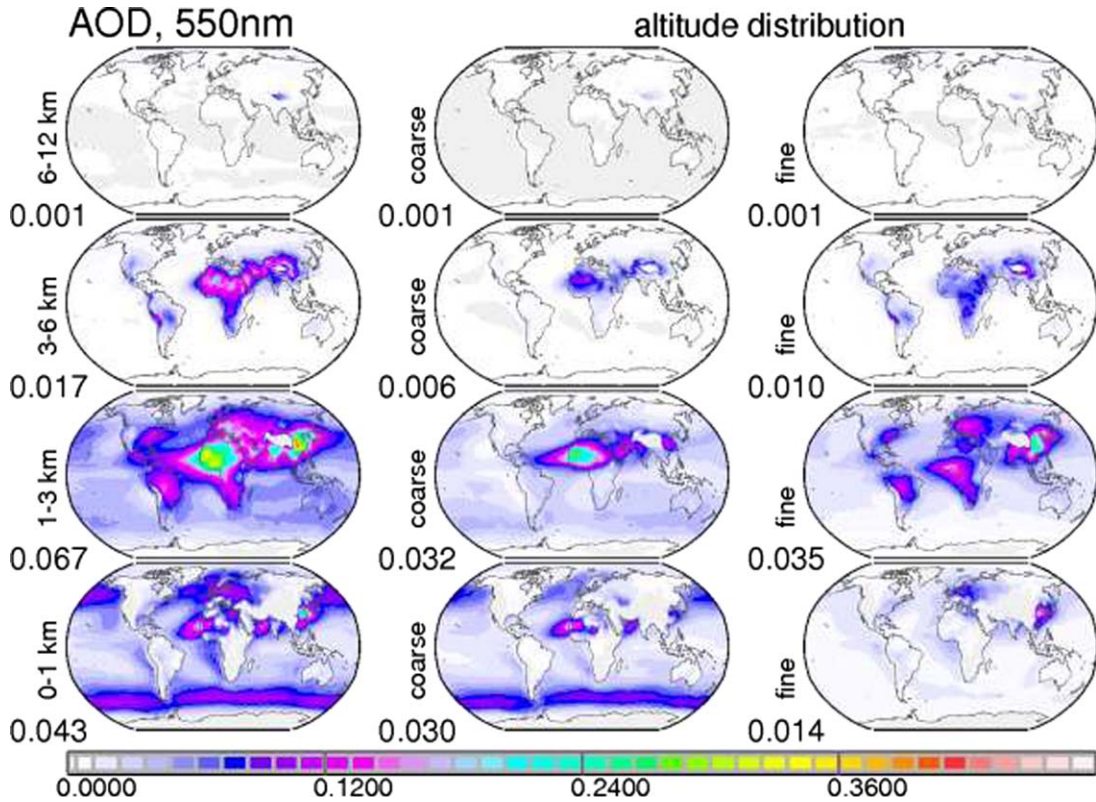 AOD, 550nm altitude distribution
6-12 km coarse fine
0.001 0.001 0.001
3-6 km coarse fine
0.017 0.006 0.010
1-3 km coarse fine
0.067 0.032 0.035
0-1 km coarse fine
0.043 0.030 0.014
0.0000 0.1200 0.2400 0.3600